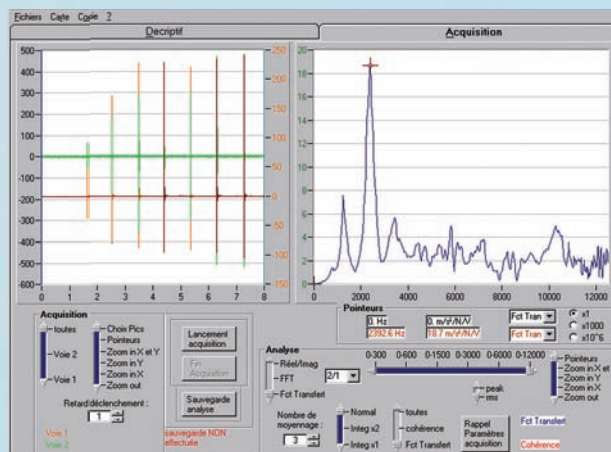 Fichiers Carte Copie ?
Decriptif
Acquisition
500
400
300
200
100
0
-100
-200
-300
-400
-500
-600
250
200
150
100
50
0
-50
-100
-150
0 1 2 3 4 5 6 7 8
20
18
16
14
12
10
8
6
4
2
0
0 2000 4000 6000 8000 10000 12000
Acquisition
toutes
Voie 2
Voie 1
Choix Pics
Pointeurs
Zoom in X et Y
Zoom in Y
Zoom in X
Zoom out
Retard/déclenchement :
1
Voie 1
Voie 2
Lancement acquisition
Fin Acquisition
Sauvegarde analyse
sauvegarde NON effectuée
Pointeurs
0. Hz
0. m/s²/N/V
Fct Tran
2392.6 Hz
18.7 m/s²/N/V
Fct Tran
x1
x1000
x10^6
Analyse
Réel/Imag
FFT
Fct Transfert
2/1
0-300 0-600 0-1200 0-3000 0-6000 0-12000
peak
rms
Pointeurs
Zoom in X et
Zoom in Y
Zoom in X
Zoom out
Nombre de moyennage :
3
Normal
Integ x2
Integ x1
toutes
cohérence
Fct Transfert
Rappel Paramètres acquisition
Fct Transfert
Cohérence